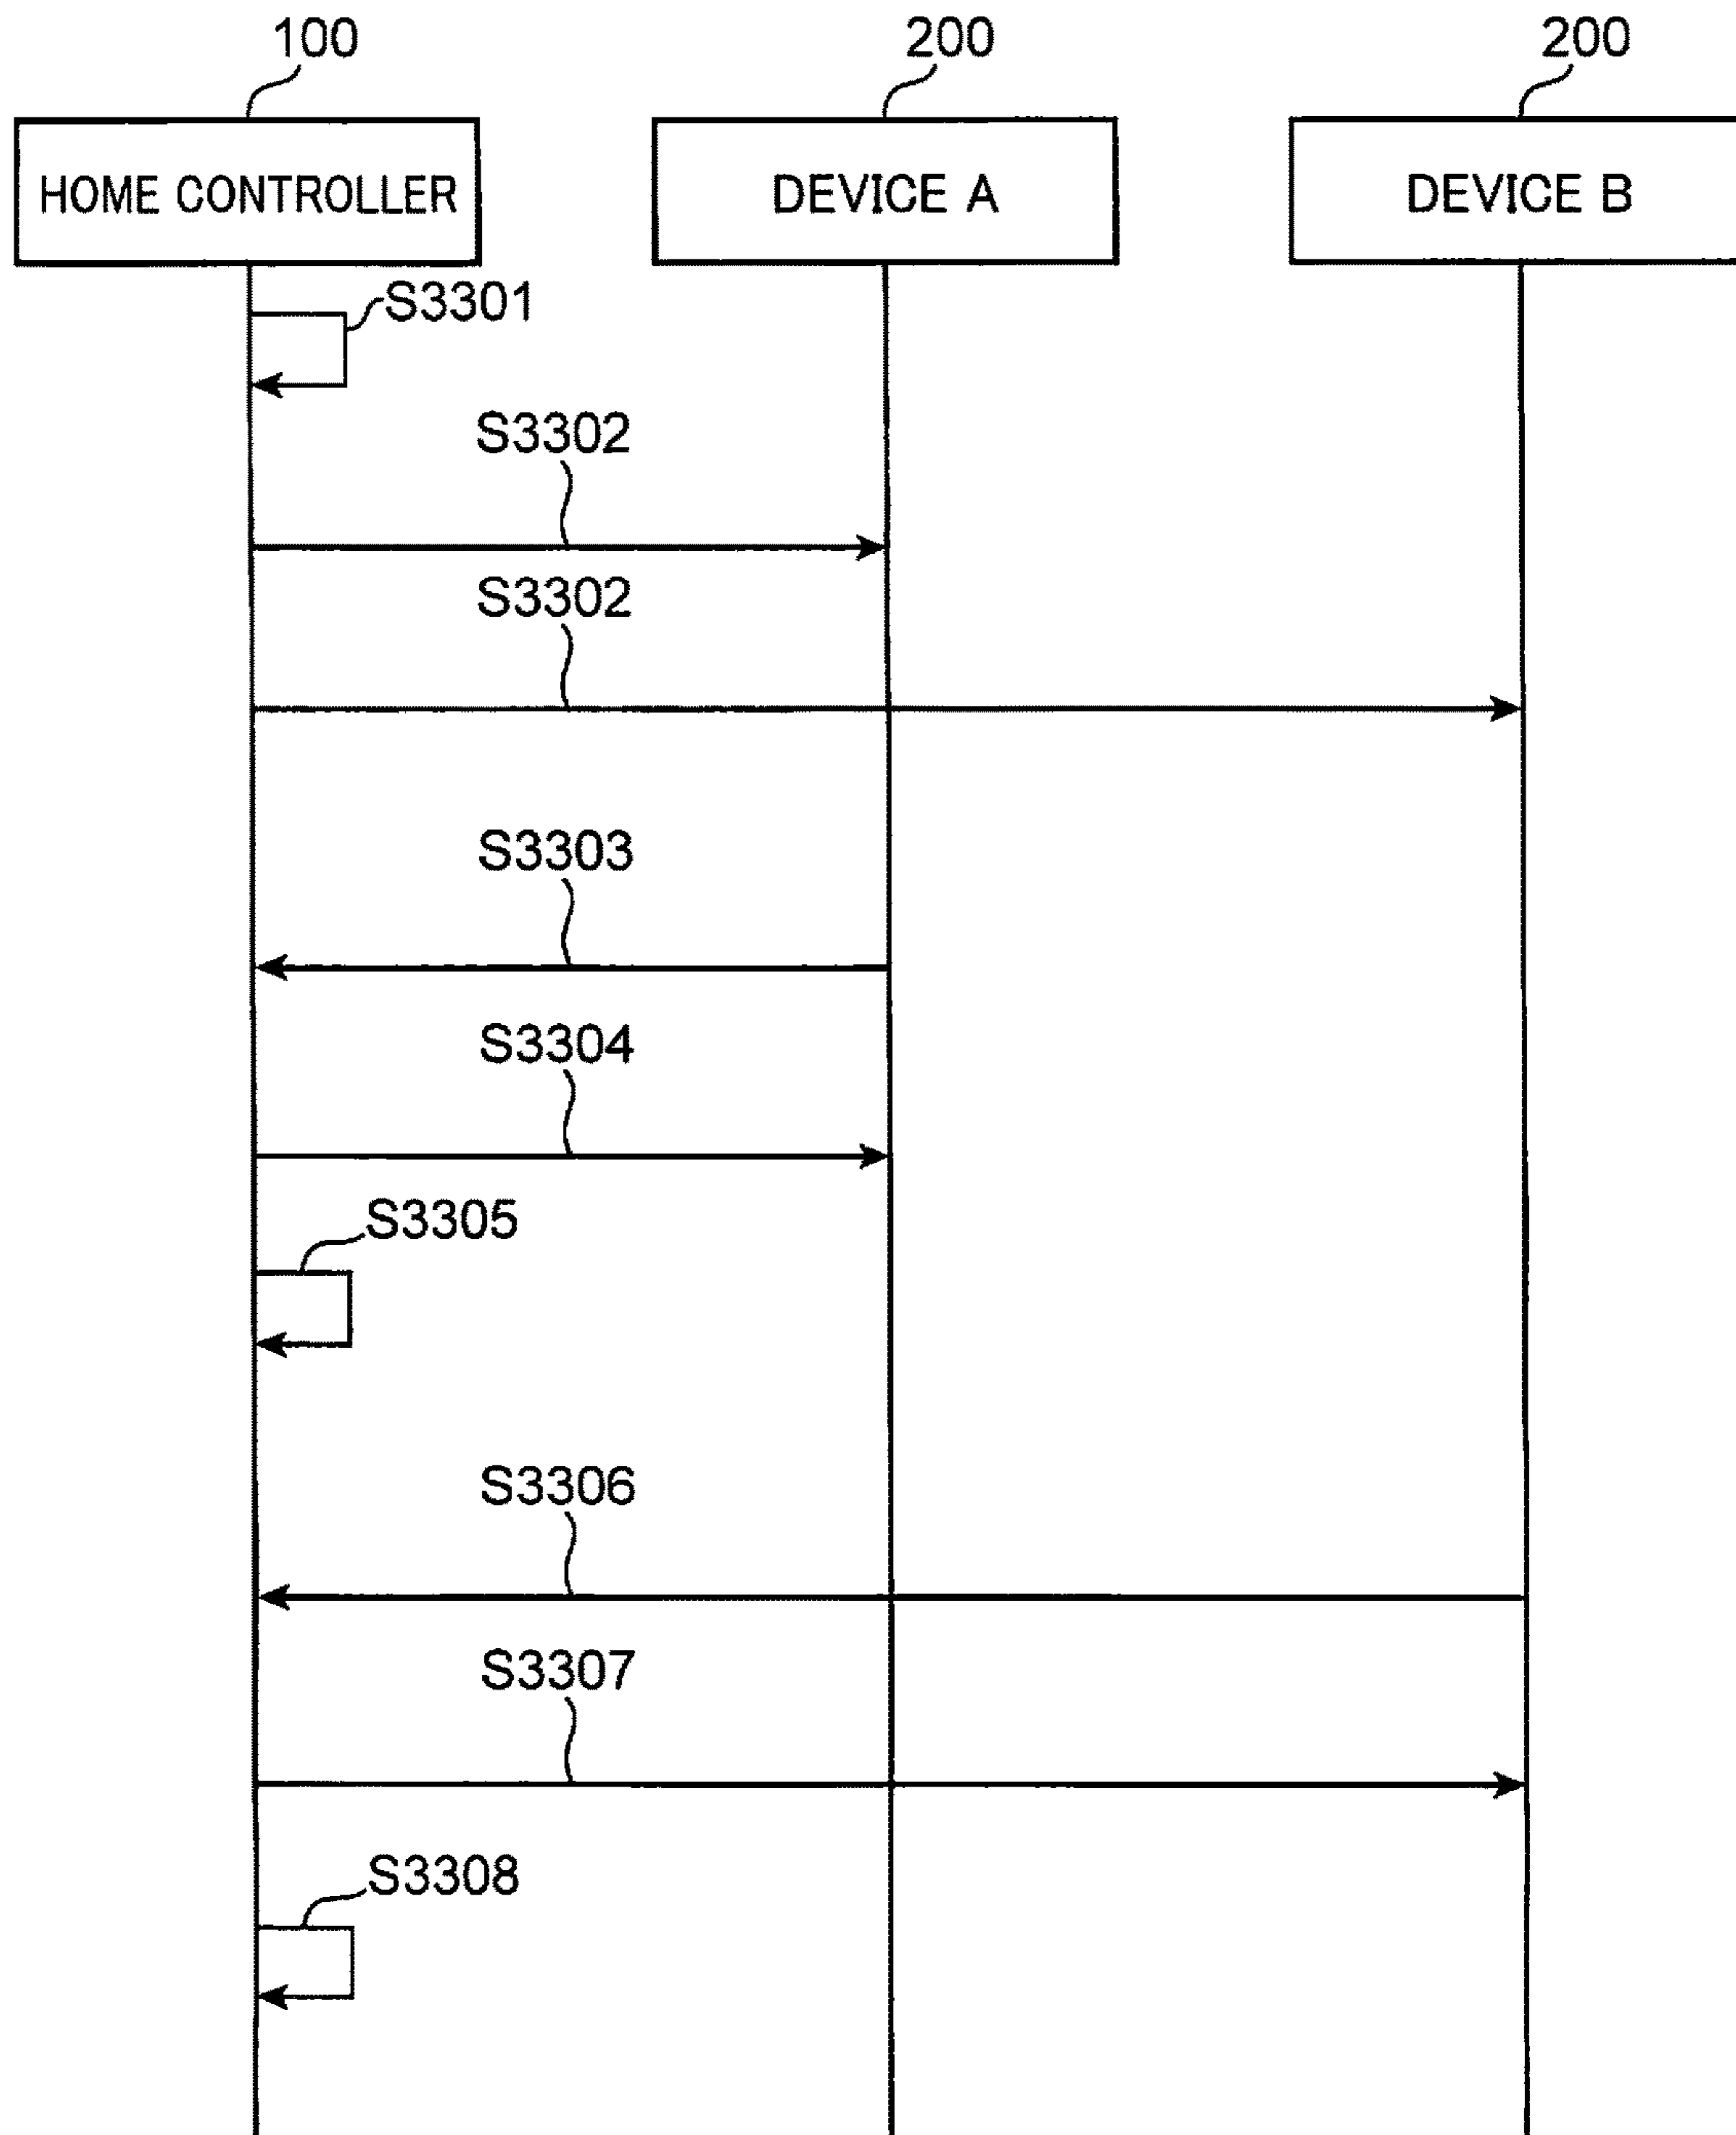 100 200 200
HOME CONTROLLER DEVICE A DEVICE B
S3301
S3302
S3302
S3303
S3304
S3305
S3306
S3307
S3308